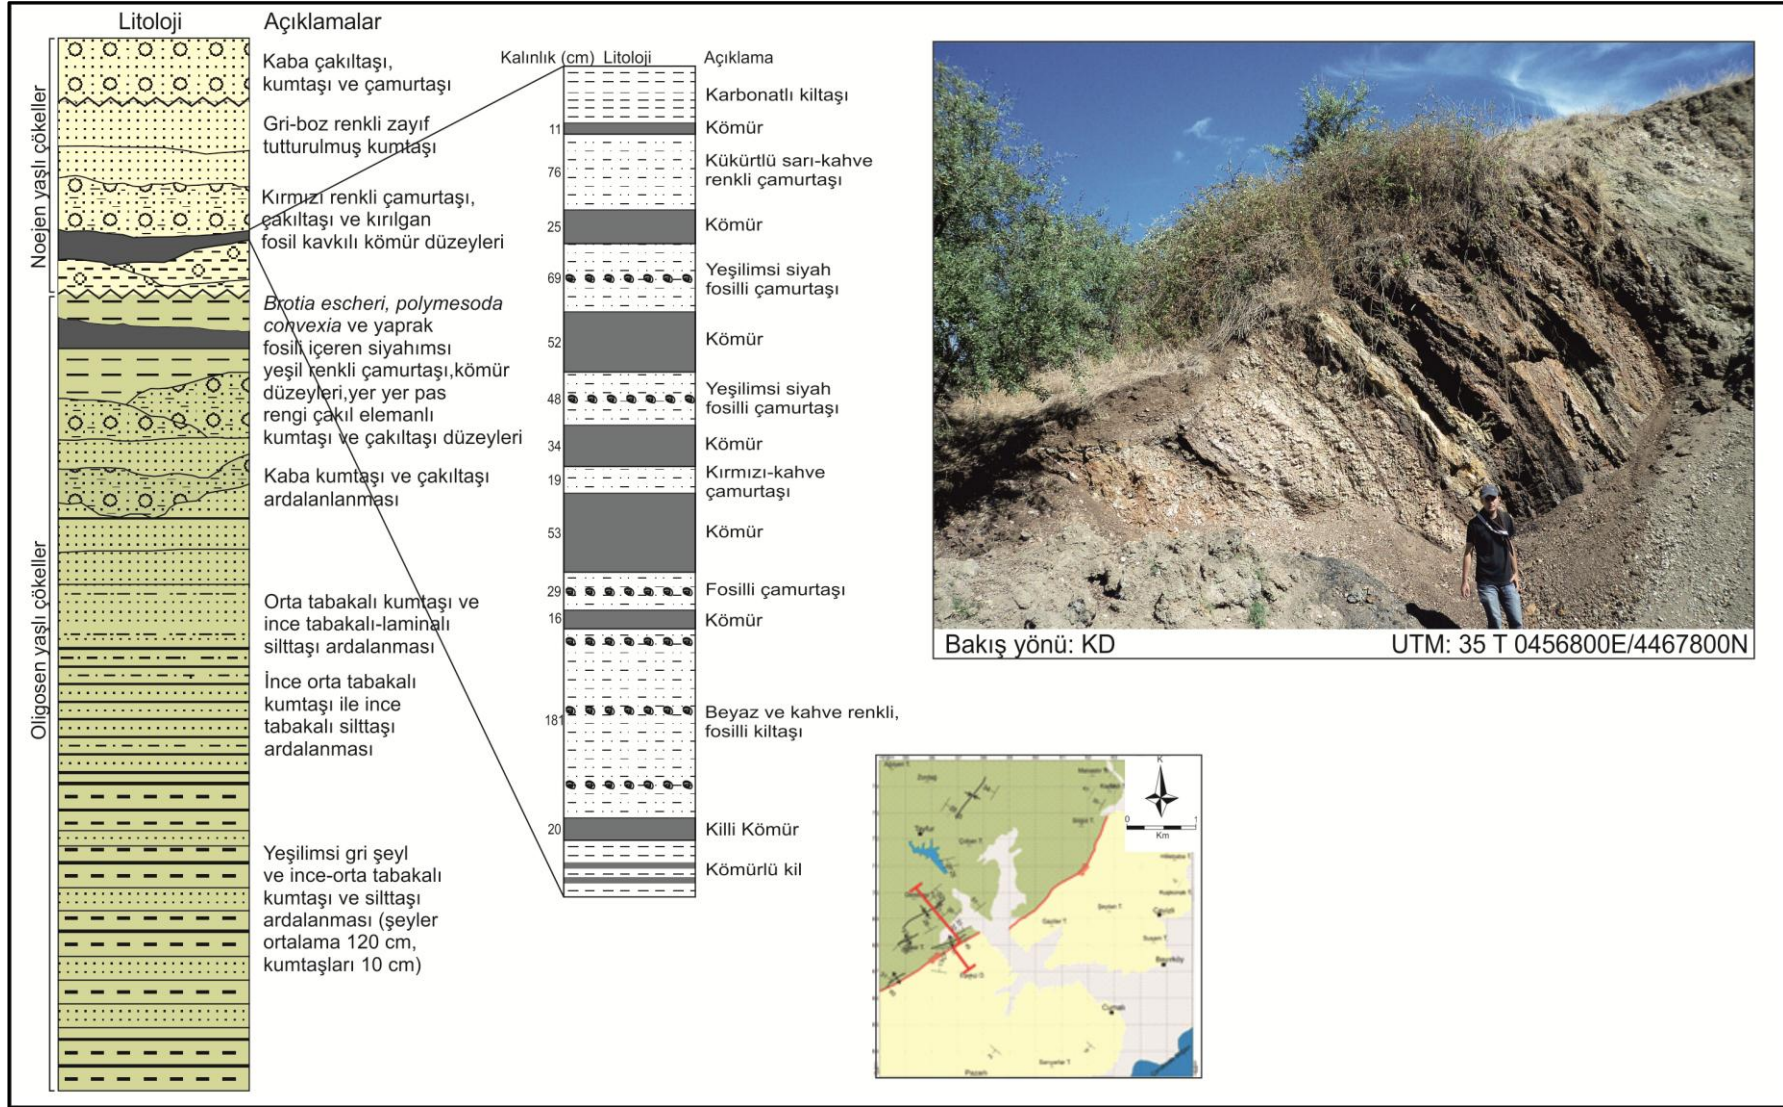 Litoloji
Açıklamalar
Noejen yaşlı çökeller
Oligosen yaşlı çökeller
Kaba çakıltaşı,
kumtaşı ve çamurtaşı
Gri-boz renkli zayıf
tutturulmuş kumtaşı
Kırmızı renkli çamurtaşı,
çakıltaşı ve kırılgan
fosil kavkılı kömür düzeyleri
Brotia escheri, polymesoda
convexia ve yaprak
fosili içeren siyahımsı
yeşil renkli çamurtaşı,kömür
düzeyleri,yer yer pas
rengi çakıl elemanlı
kumtaşı ve çakıltaşı düzeyleri
Kaba kumtaşı ve çakıltaşı
ardalanlanması
Orta tabakalı kumtaşı ve
ince tabakalı-laminalı
silttaşı ardalanması
İnce orta tabakalı
kumtaşı ile ince
tabakalı silttaşı
ardalanması
Yeşilimsi gri şeyl
ve ince-orta tabakalı
kumtaşı ve silttaşı
ardalanması (şeyler
ortalama 120 cm,
kumtaşları 10 cm)
Kalınlık (cm) Litoloji Açıklama
Karbonatlı kiltaşı
11 Kömür
76 Kükürtlü sarı-kahve
renkli çamurtaşı
25 Kömür
69 Yeşilimsi siyah
fosilli çamurtaşı
52 Kömür
48 Yeşilimsi siyah
fosilli çamurtaşı
34 Kömür
19 Kırmızı-kahve
çamurtaşı
53 Kömür
29 Fosilli çamurtaşı
16 Kömür
181 Beyaz ve kahve renkli,
fosilli kiltaşı
20 Killi Kömür
Kömürlü kil
Bakış yönü: KD
UTM: 35 T 0456800E/4467800N
K
0 1
Km
Tayfur
Cevizli
Cumalı
Pazarlı